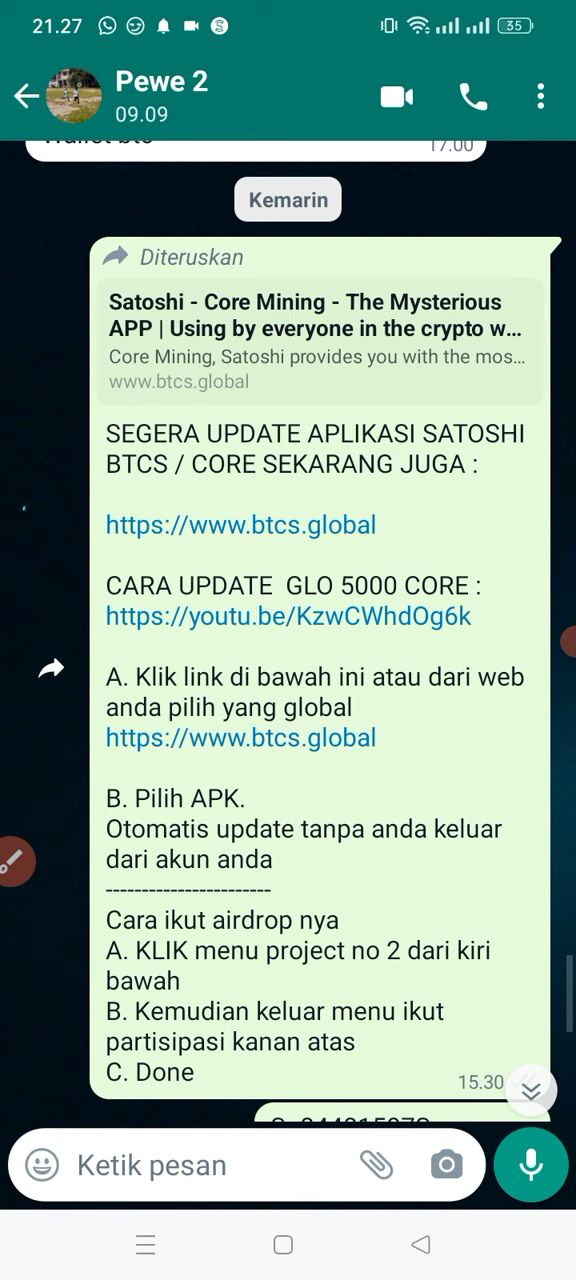 21.27
35
Pewe 2
09.09
17.00
Kemarin
Diteruskan
Satoshi - Core Mining - The Mysterious
APP | Using by everyone in the crypto w...
Core Mining, Satoshi provides you with the mos...
www.btcs.global
SEGERA UPDATE APLIKASI SATOSHI
BTCS / CORE SEKARANG JUGA :
https://www.btcs.global
CARA UPDATE  GLO 5000 CORE :
https://youtu.be/KzwCWhdOg6k
A. Klik link di bawah ini atau dari web
anda pilih yang global
https://www.btcs.global
B. Pilih APK.
Otomatis update tanpa anda keluar
dari akun anda
-----------------------
Cara ikut airdrop nya
A. KLIK menu project no 2 dari kiri
bawah
B. Kemudian keluar menu ikut
partisipasi kanan atas
C. Done
15.30
Ketik pesan